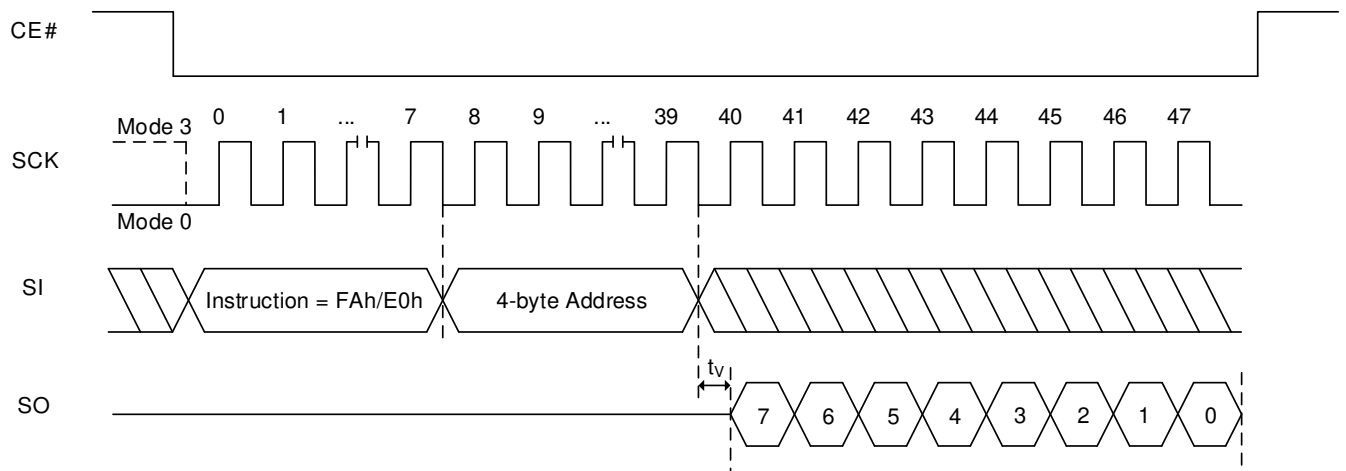 CE#
Mode 3 0 1 ... 7 8 9 ... 39 40 41 42 43 44 45 46 47
SCK
Mode 0
SI Instruction = FAh/E0h 4-byte Address
tV
SO 7 6 5 4 3 2 1 0